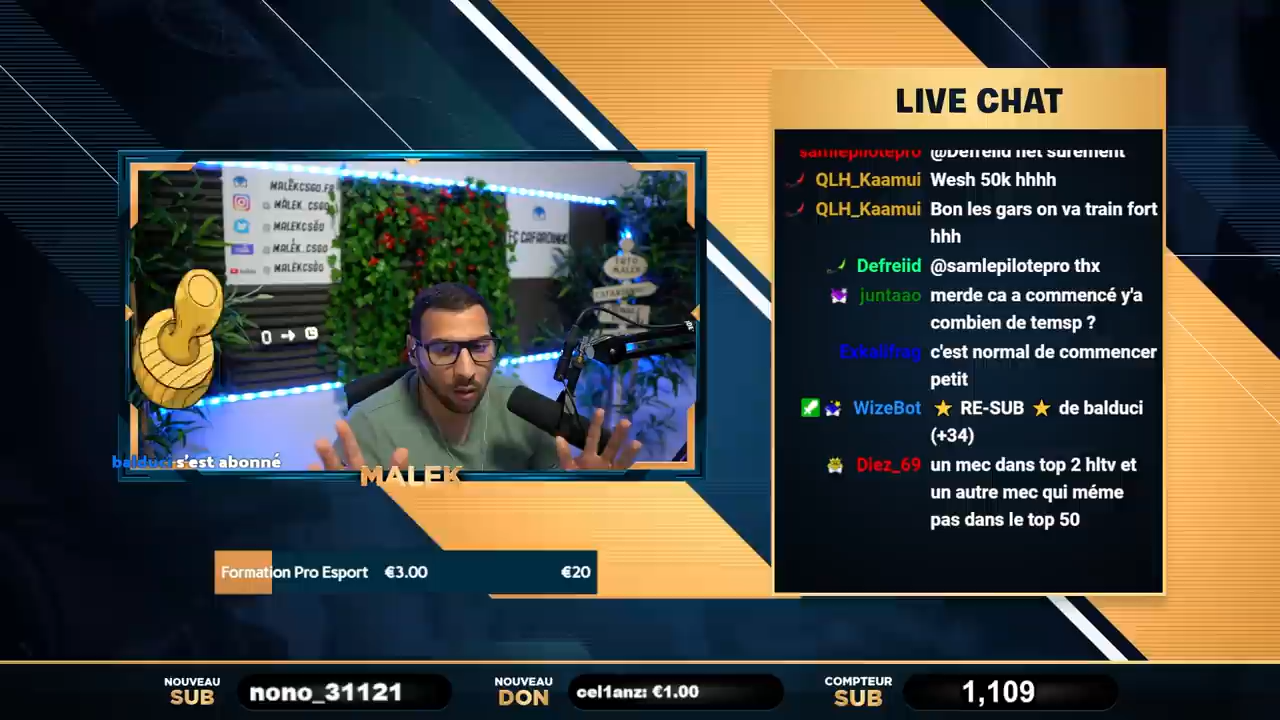 LIVE CHAT
samlepilotepro @Defreiid net surement
QLH_Kaamui Wesh 50k hhhh
QLH_Kaamui Bon les gars on va train fort
hhh
Defreiid @samlepilotepro thx
juntaao merde ca a commencé y'a
combien de temsp ?
Exkalifrag c'est normal de commencer
petit
WizeBot ⭐ RE-SUB ⭐ de balduci
(+34)
Diez_69 un mec dans top 2 hltv et
un autre mec qui méme
pas dans le top 50
MALEKCSGO.FR
MALEK_CSGO
MALEKCSGO
MALEK_CSGO
MALEKCSGO
0 →
balduci s'est abonné
MALEK
Formation Pro Esport €3.00 €20
NOUVEAU
SUB
nono_31121
NOUVEAU
DON
cel1anz: €1.00
COMPTEUR
SUB
1,109